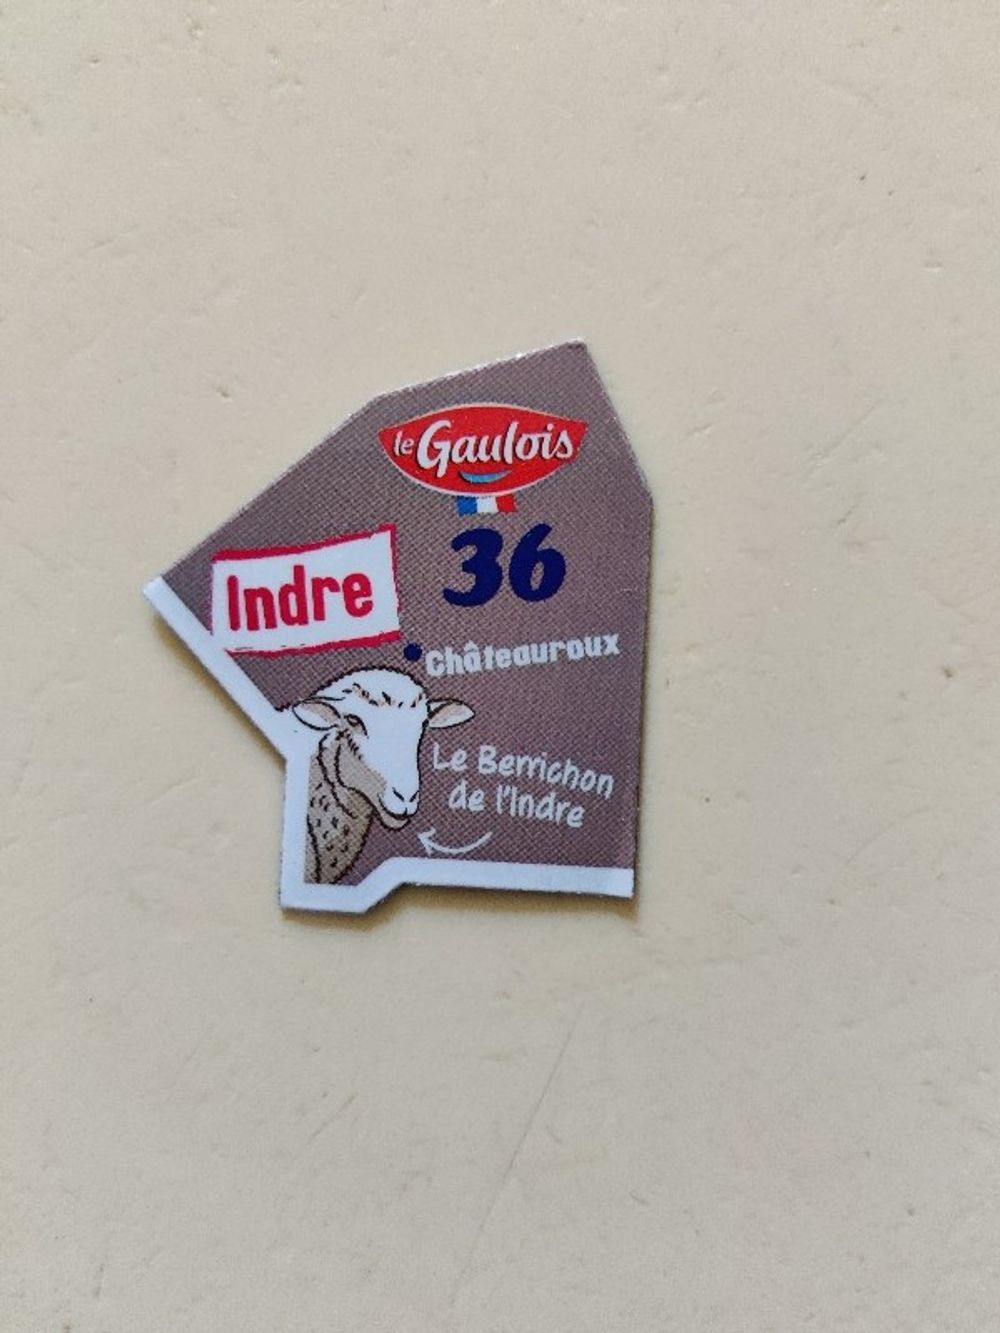 le Gaulois
36
Indre
Châteauroux
Le Berrichon
de l'Indre